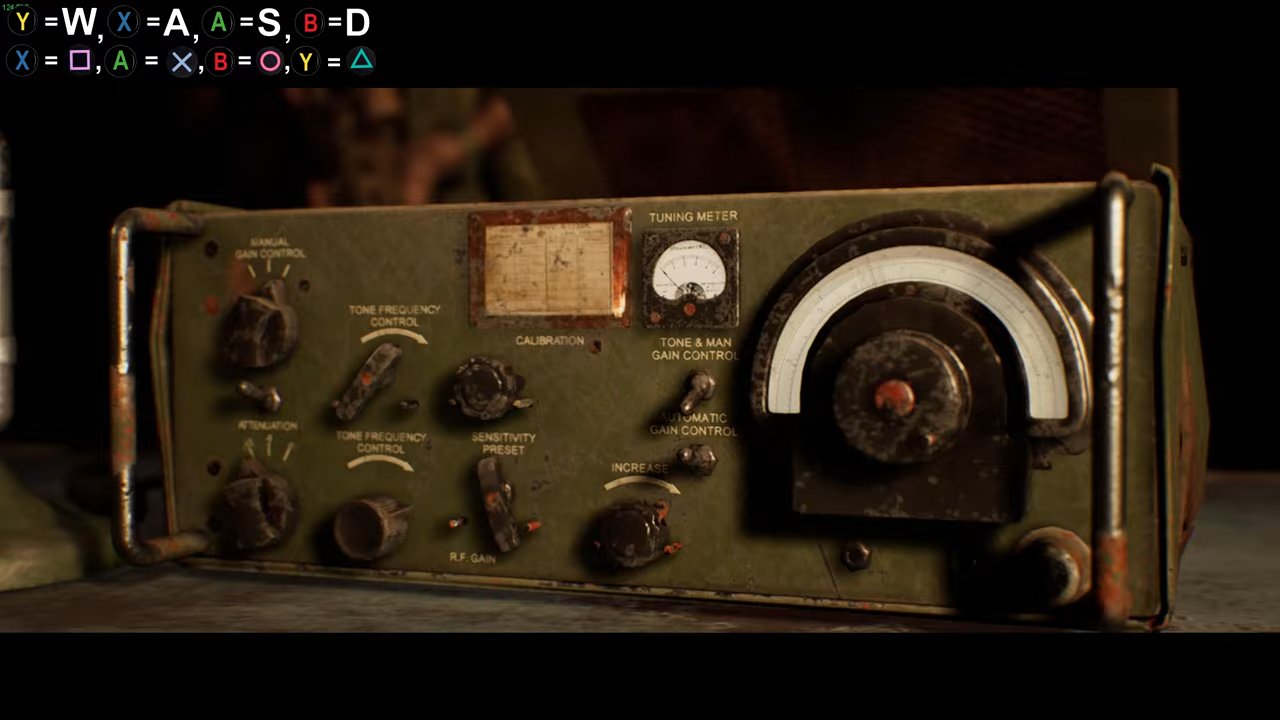 Y =W, X =A, A =S, B=D
X = □, A = ✕, B= ○, Y = △
TUNING METER
MANUAL
GAIN CONTROL
TONE FREQUENCY
CONTROL
CALIBRATION
TONE & MAN
GAIN CONTROL
AUTOMATIC
GAIN CONTROL
ATTENUATION
TONE FREQUENCY
CONTROL
SENSITIVITY
PRESET
INCREASE
R.F. GAIN